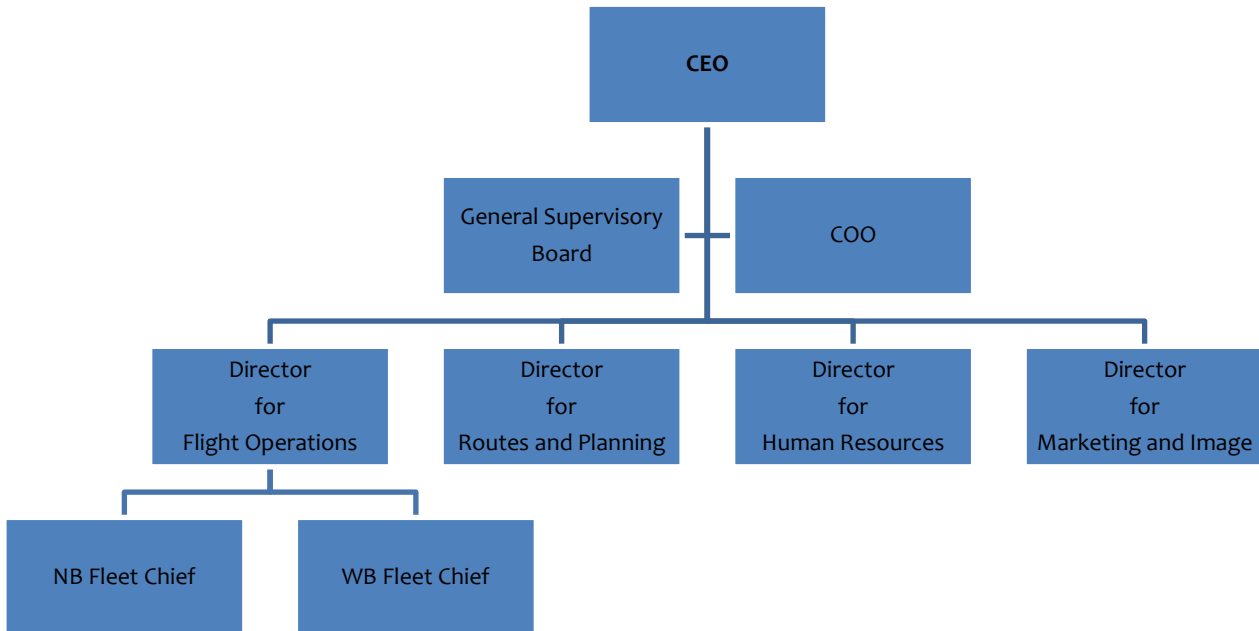 CEO
General Supervisory
Board
COO
Director
for
Flight Operations
Director
for
Routes and Planning
Director
for
Human Resources
Director
for
Marketing and Image
NB Fleet Chief
WB Fleet Chief